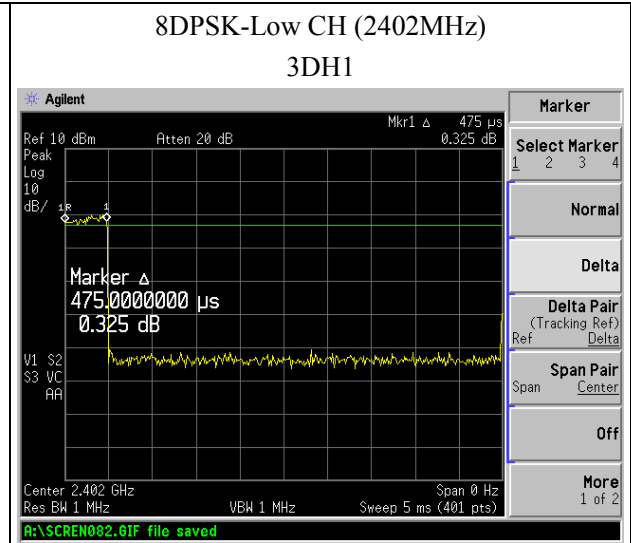 8DPSK-Low CH (2402MHz)
3DH1
Agilent
Marker
Mkr1 Δ 475 µs
Ref 10 dBm Atten 20 dB 0.325 dB
Peak
Log
10
dB/
1R 1
Marker Δ
475.0000000 µs
0.325 dB
V1 S2
S3 VC
AA
Center 2.402 GHz Span 0 Hz
Res BW 1 MHz VBW 1 MHz Sweep 5 ms (401 pts)
A:\SCREN082.GIF file saved
Select Marker
1 2 3 4
Normal
Delta
Delta Pair
(Tracking Ref)
Ref Delta
Span Pair
Span Center
Off
More
1 of 2